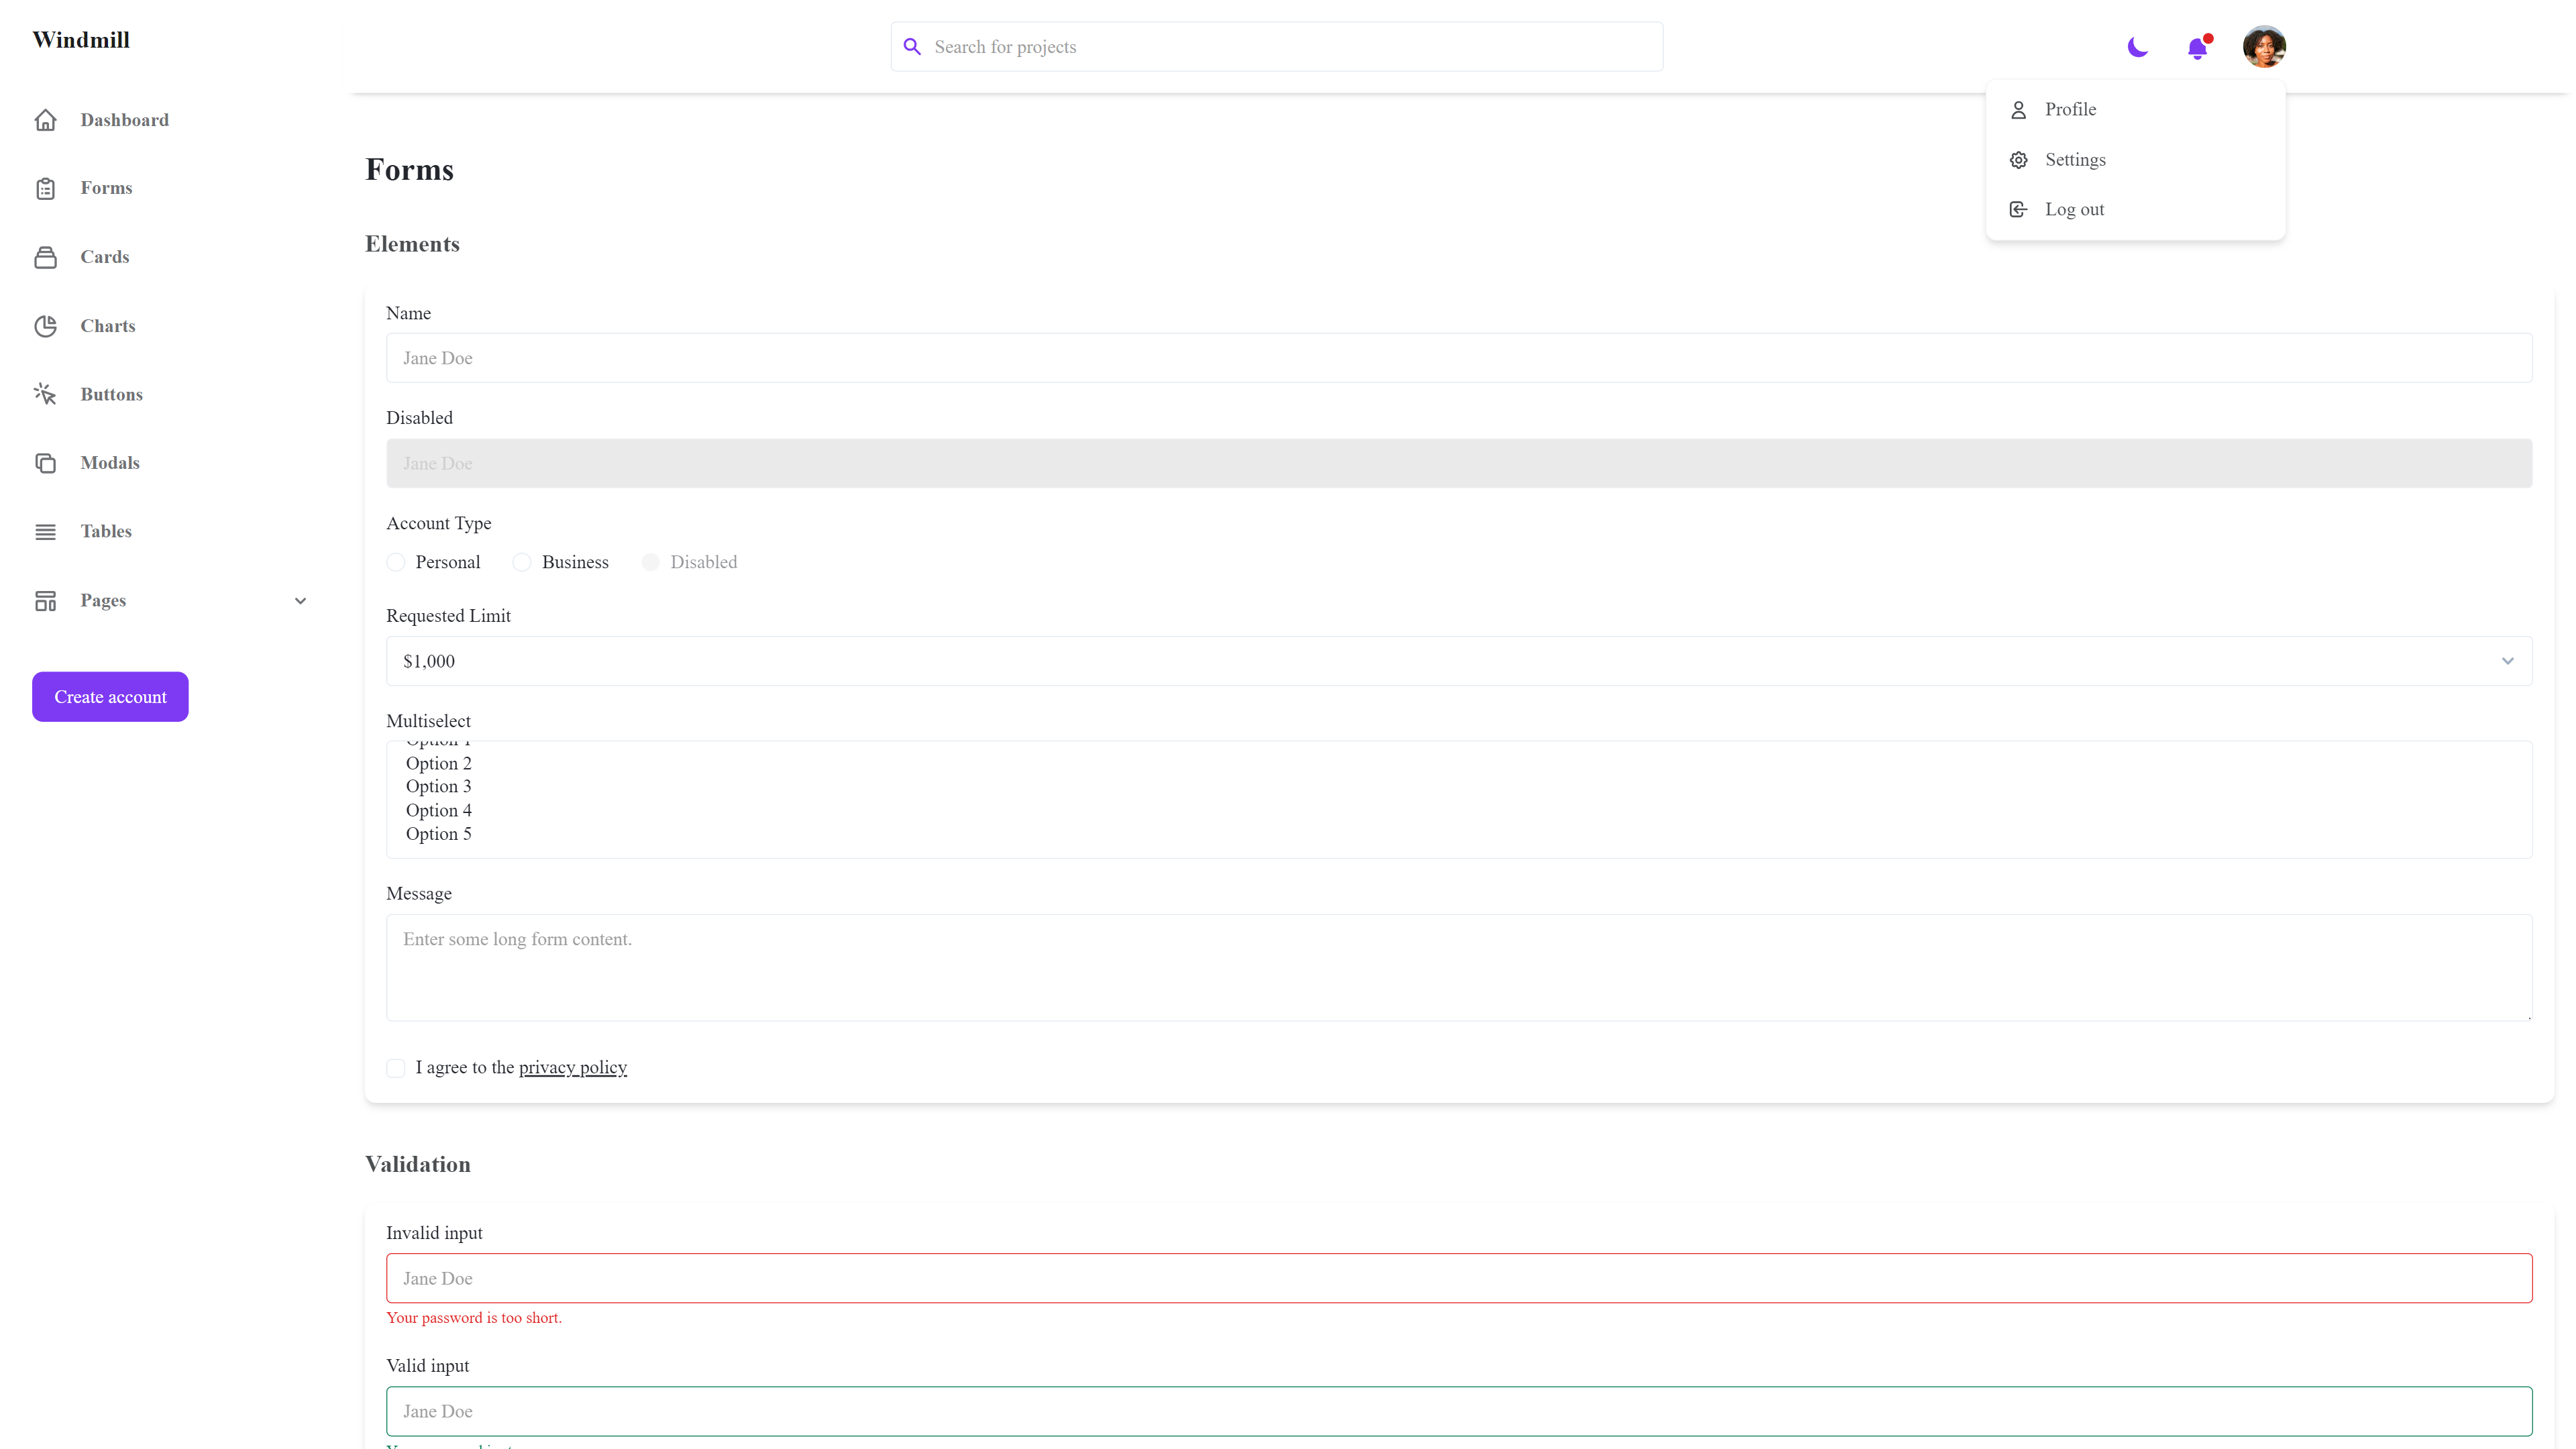 Windmill
Search for projects
Profile
Settings
Log out
Dashboard
Forms
Cards
Charts
Buttons
Modals
Tables
Pages
Create account
Forms
Elements
Name
Jane Doe
Disabled
Jane Doe
Account Type
Personal Business Disabled
Requested Limit
$1,000
Multiselect
Option 1
Option 2
Option 3
Option 4
Option 5
Message
Enter some long form content.
I agree to the privacy policy
Validation
Invalid input
Jane Doe
Your password is too short.
Valid input
Jane Doe